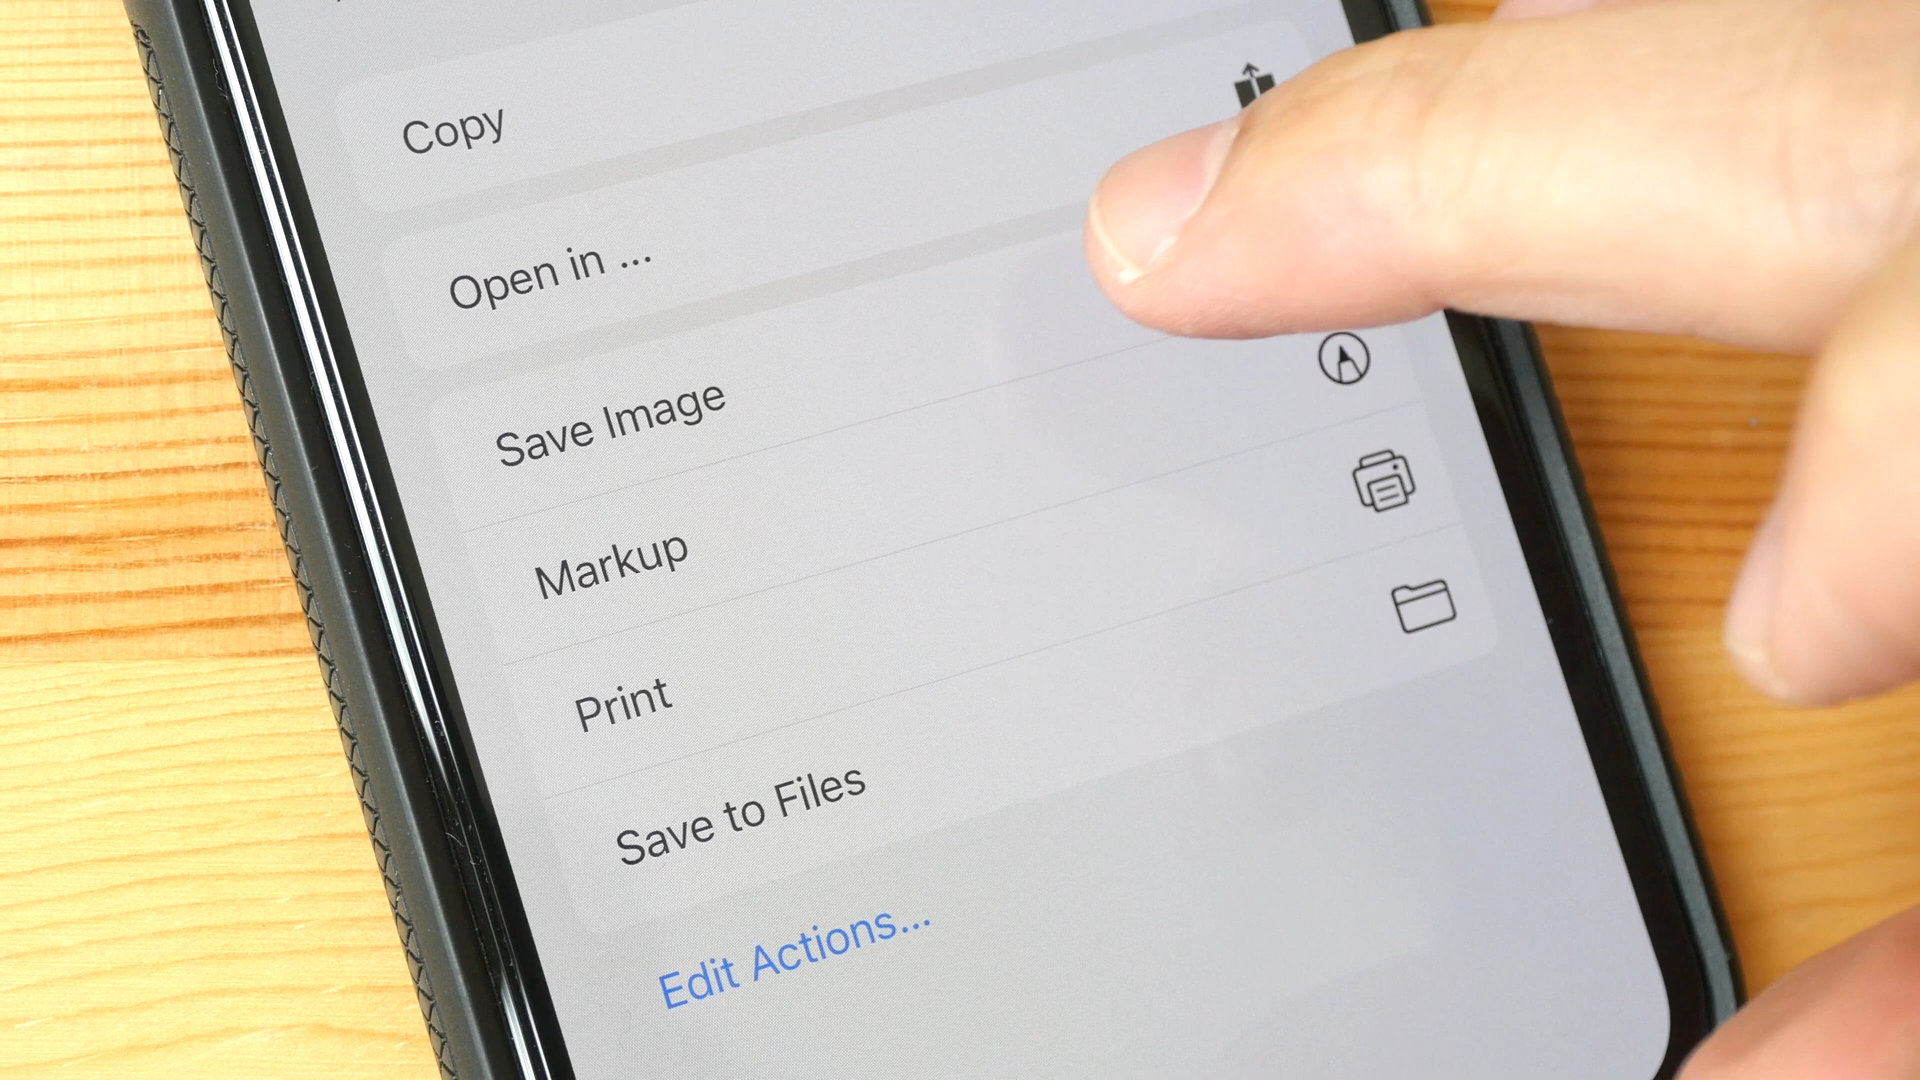 Copy
Open in ...
Save Image
Markup
Print
Save to Files
Edit Actions...